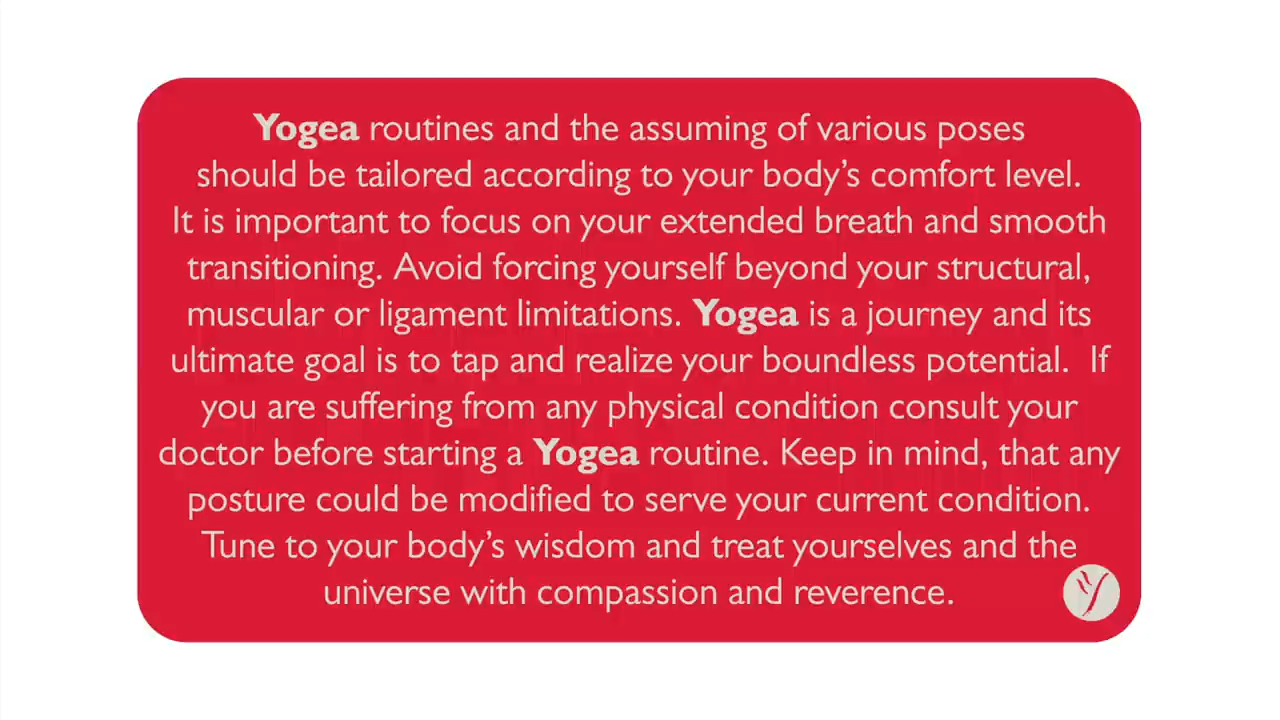 Yogea routines and the assuming of various poses
should be tailored according to your body’s comfort level.
It is important to focus on your extended breath and smooth
transitioning. Avoid forcing yourself beyond your structural,
muscular or ligament limitations. Yogea is a journey and its
ultimate goal is to tap and realize your boundless potential. If
you are suffering from any physical condition consult your
doctor before starting a Yogea routine. Keep in mind, that any
posture could be modified to serve your current condition.
Tune to your body’s wisdom and treat yourselves and the
universe with compassion and reverence.
Y